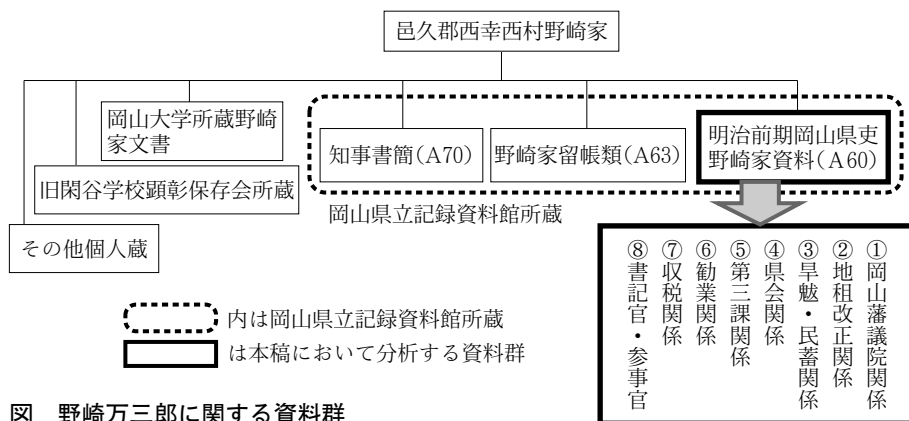 邑久郡西幸西村野崎家
岡山大学所蔵野崎
家文書
旧閑谷学校顕彰保存会所蔵
その他個人蔵
知事書簡(A70)
野崎家留帳類(A63)
明治前期岡山県吏
野崎家資料(A60)
岡山県立記録資料館所蔵
①岡山藩議院関係
②地租改正関係
③旱魃・民蓄関係
④県会関係
⑤第三課関係
⑥勧業関係
⑦収税関係
⑧書記官・参事官
内は岡山県立記録資料館所蔵
は本稿において分析する資料群
図 野崎万三郎に関する資料群